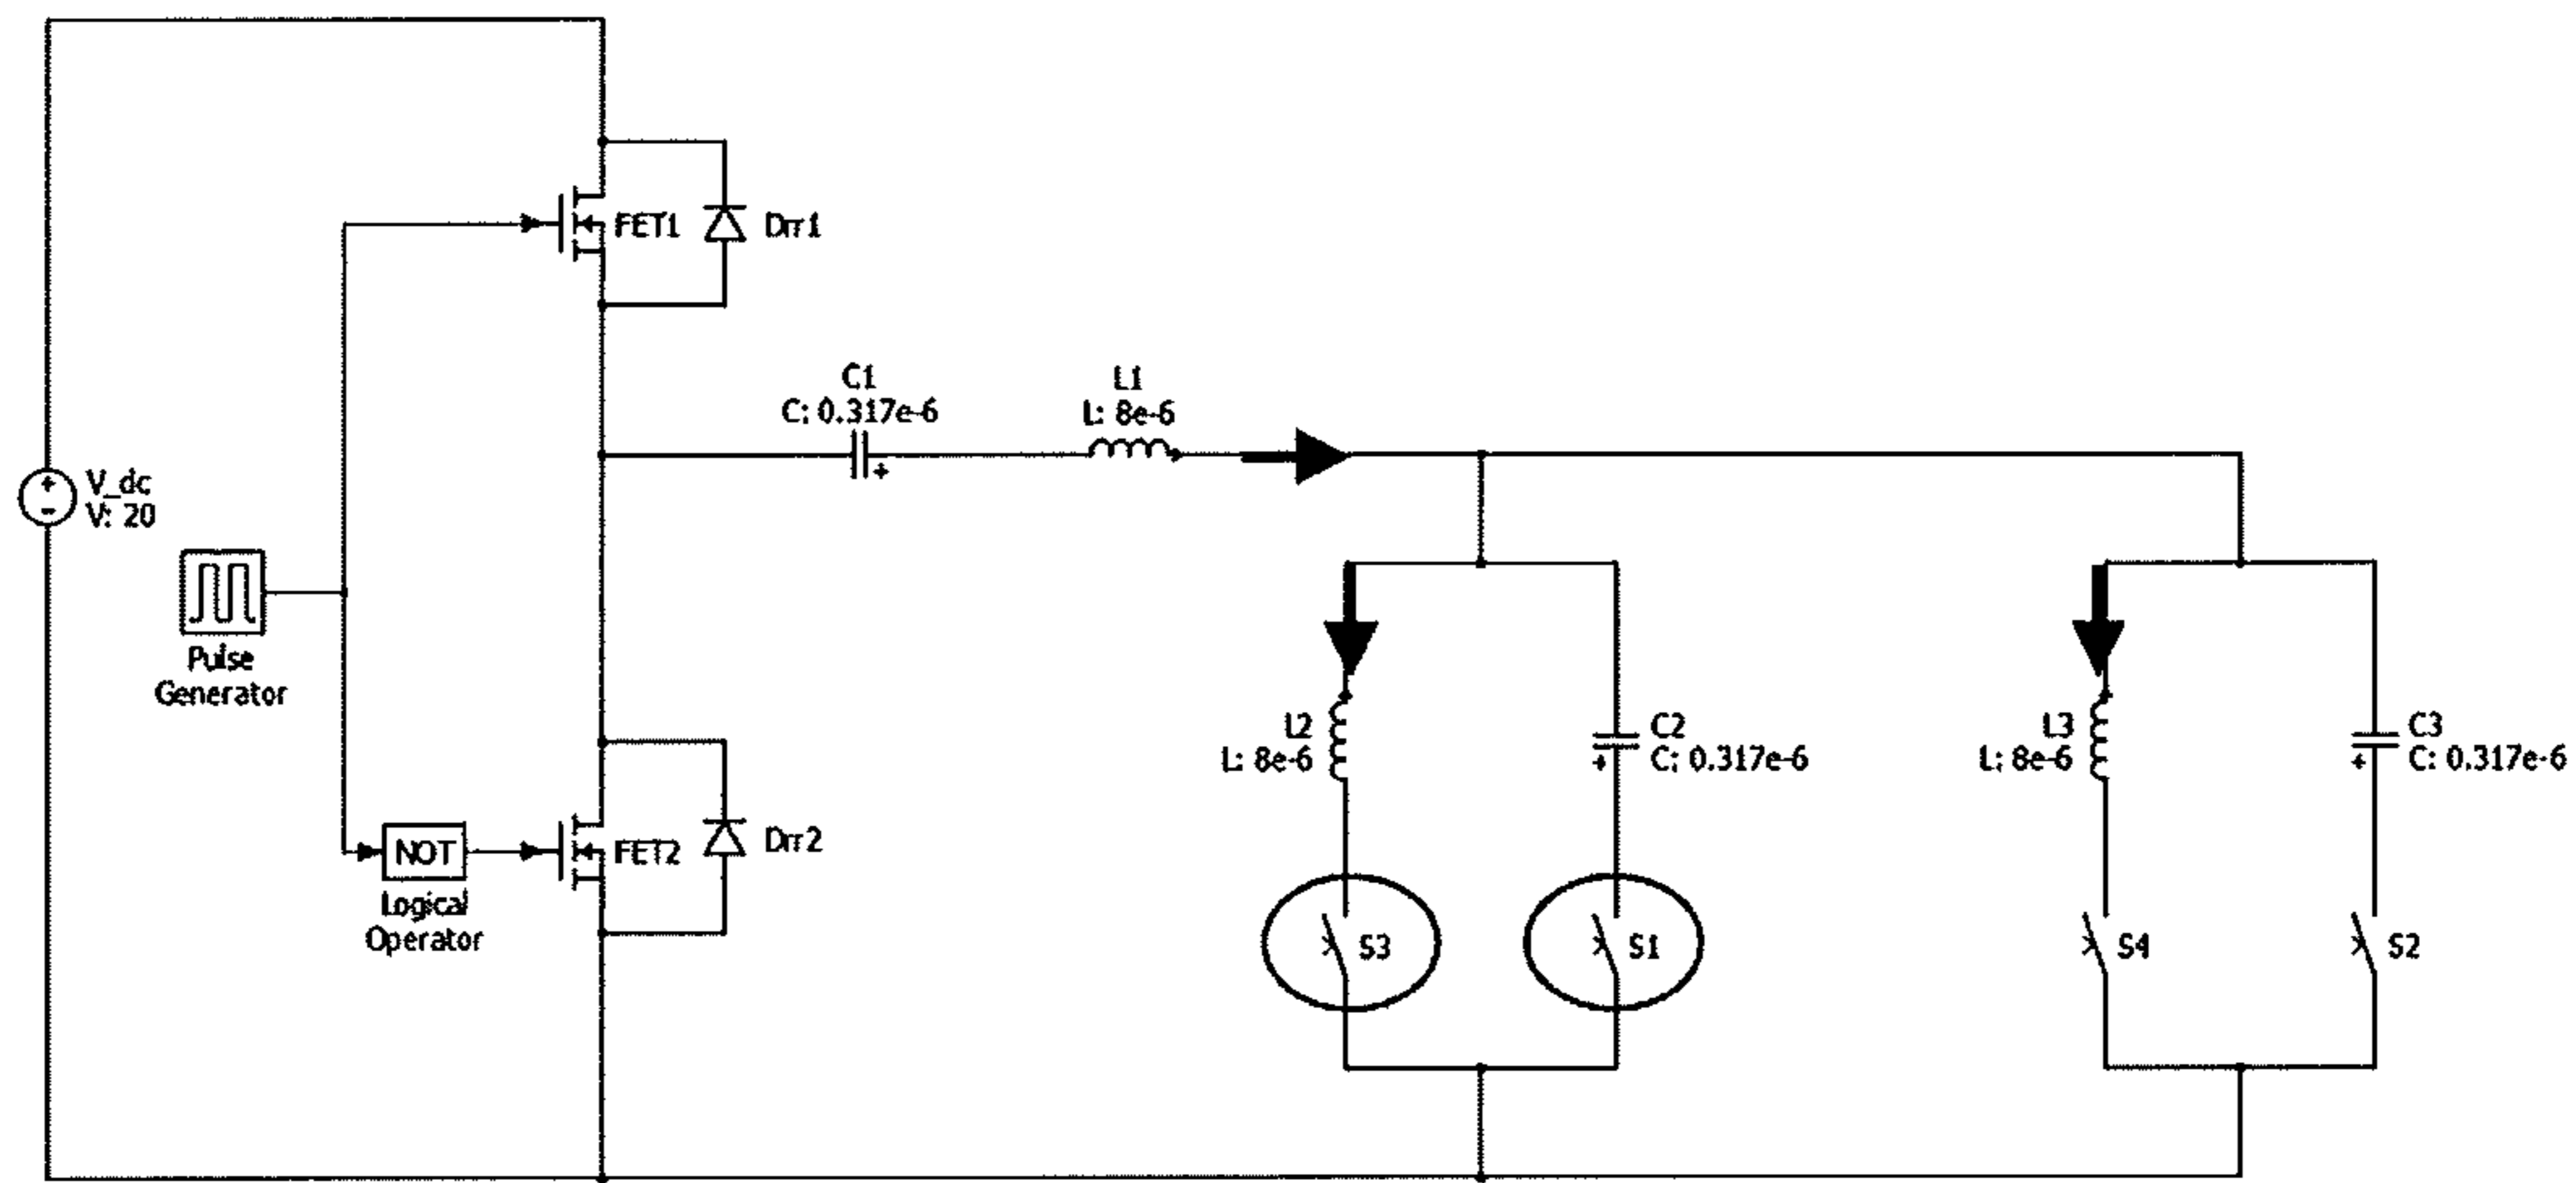 FET1
Drr1
C1
C: 0.317e-6
L1
L: 8e-6
+
V_dc
V: 20
+
-
Pulse
Generator
L2
L: 8e-6
C2
C: 0.317e-6
+
L3
L: 8e-6
C3
C: 0.317e-6
+
NOT
FET2
Drr2
Logical
Operator
S3
S1
S4
S2